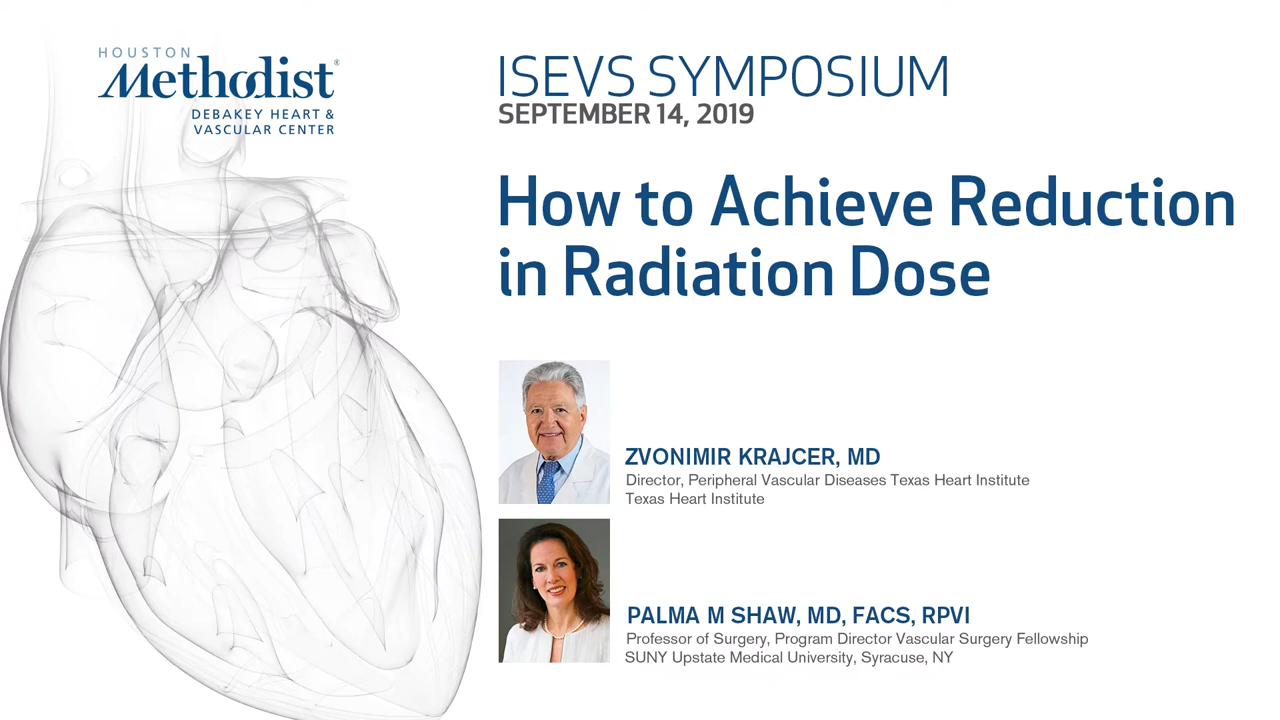 HOUSTON
Methodist®
DEBAKEY HEART &
VASCULAR CENTER
ISEVS SYMPOSIUM
SEPTEMBER 14, 2019
How to Achieve Reduction
in Radiation Dose
ZVONIMIR KRAJCER, MD
Director, Peripheral Vascular Diseases Texas Heart Institute
Texas Heart Institute
PALMA M SHAW, MD, FACS, RPVI
Professor of Surgery, Program Director Vascular Surgery Fellowship
SUNY Upstate Medical University, Syracuse, NY